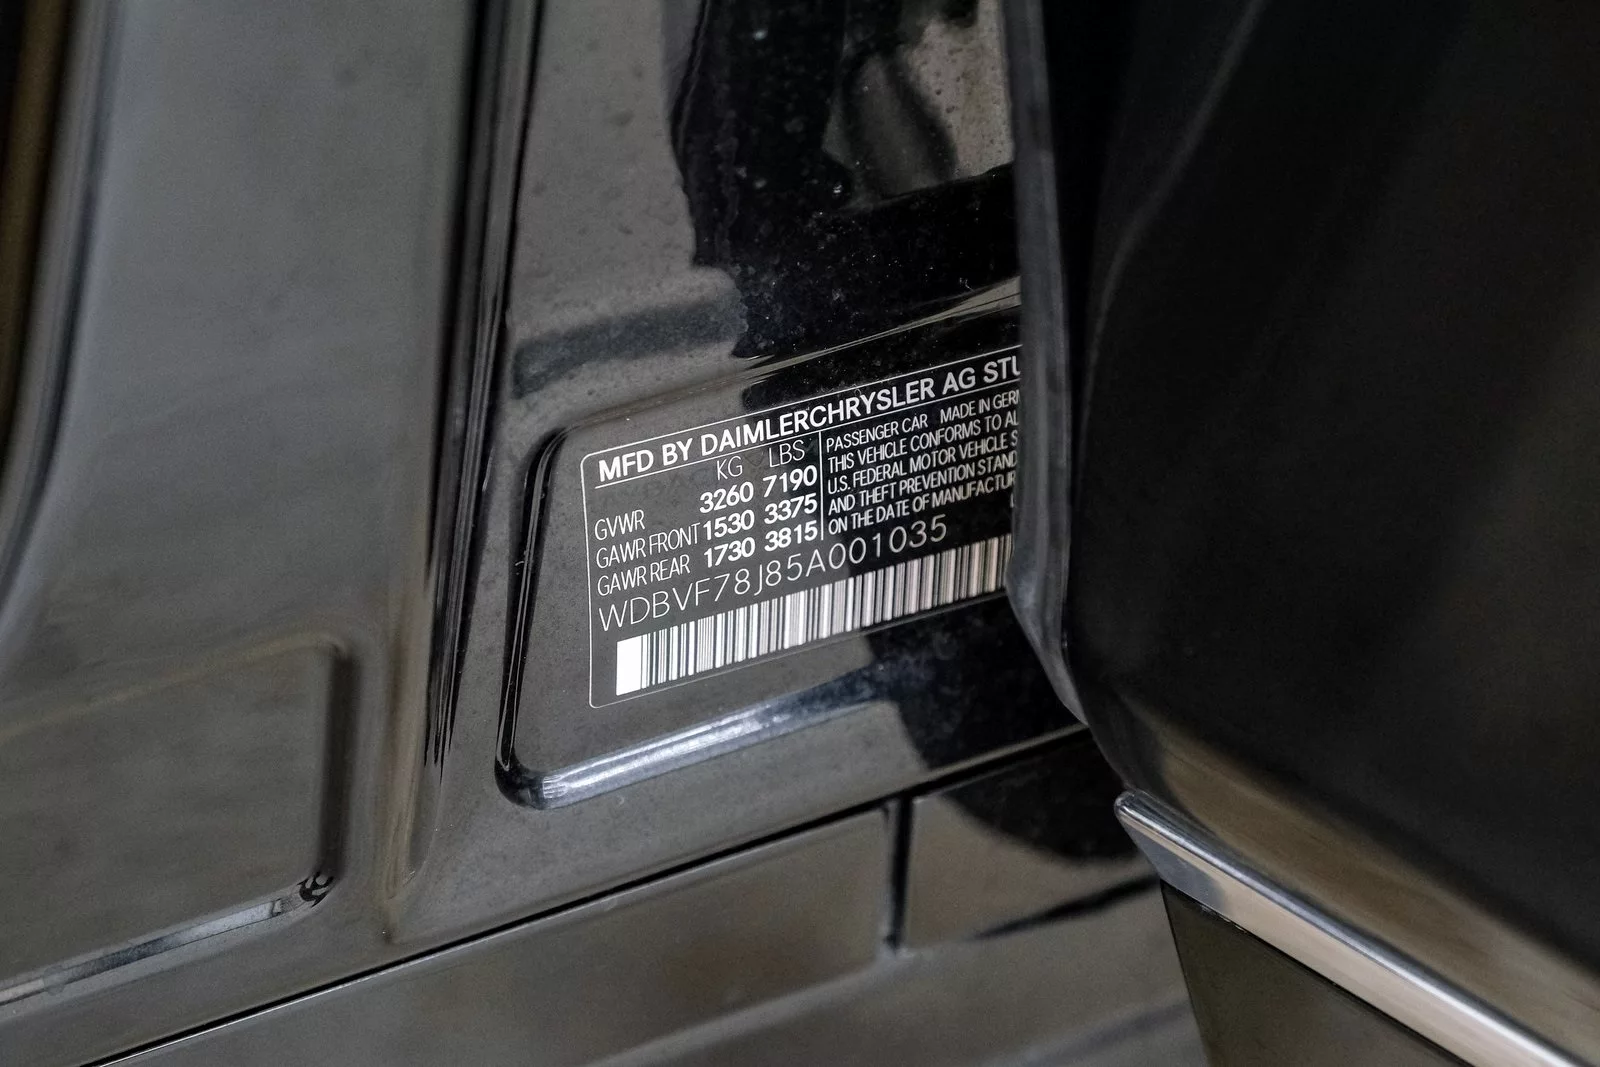 MFD BY DAIMLERCHRYSLER AG STU
KG LBS
GVWR 3260 7190
GAWR FRONT 1530 3375
GAWR REAR 1730 3815
PASSENGER CAR MADE IN GER
THIS VEHICLE CONFORMS TO AL
U.S. FEDERAL MOTOR VEHICLE S
AND THEFT PREVENTION STAND
ON THE DATE OF MANUFACTUR
WDBVF78J85A001035